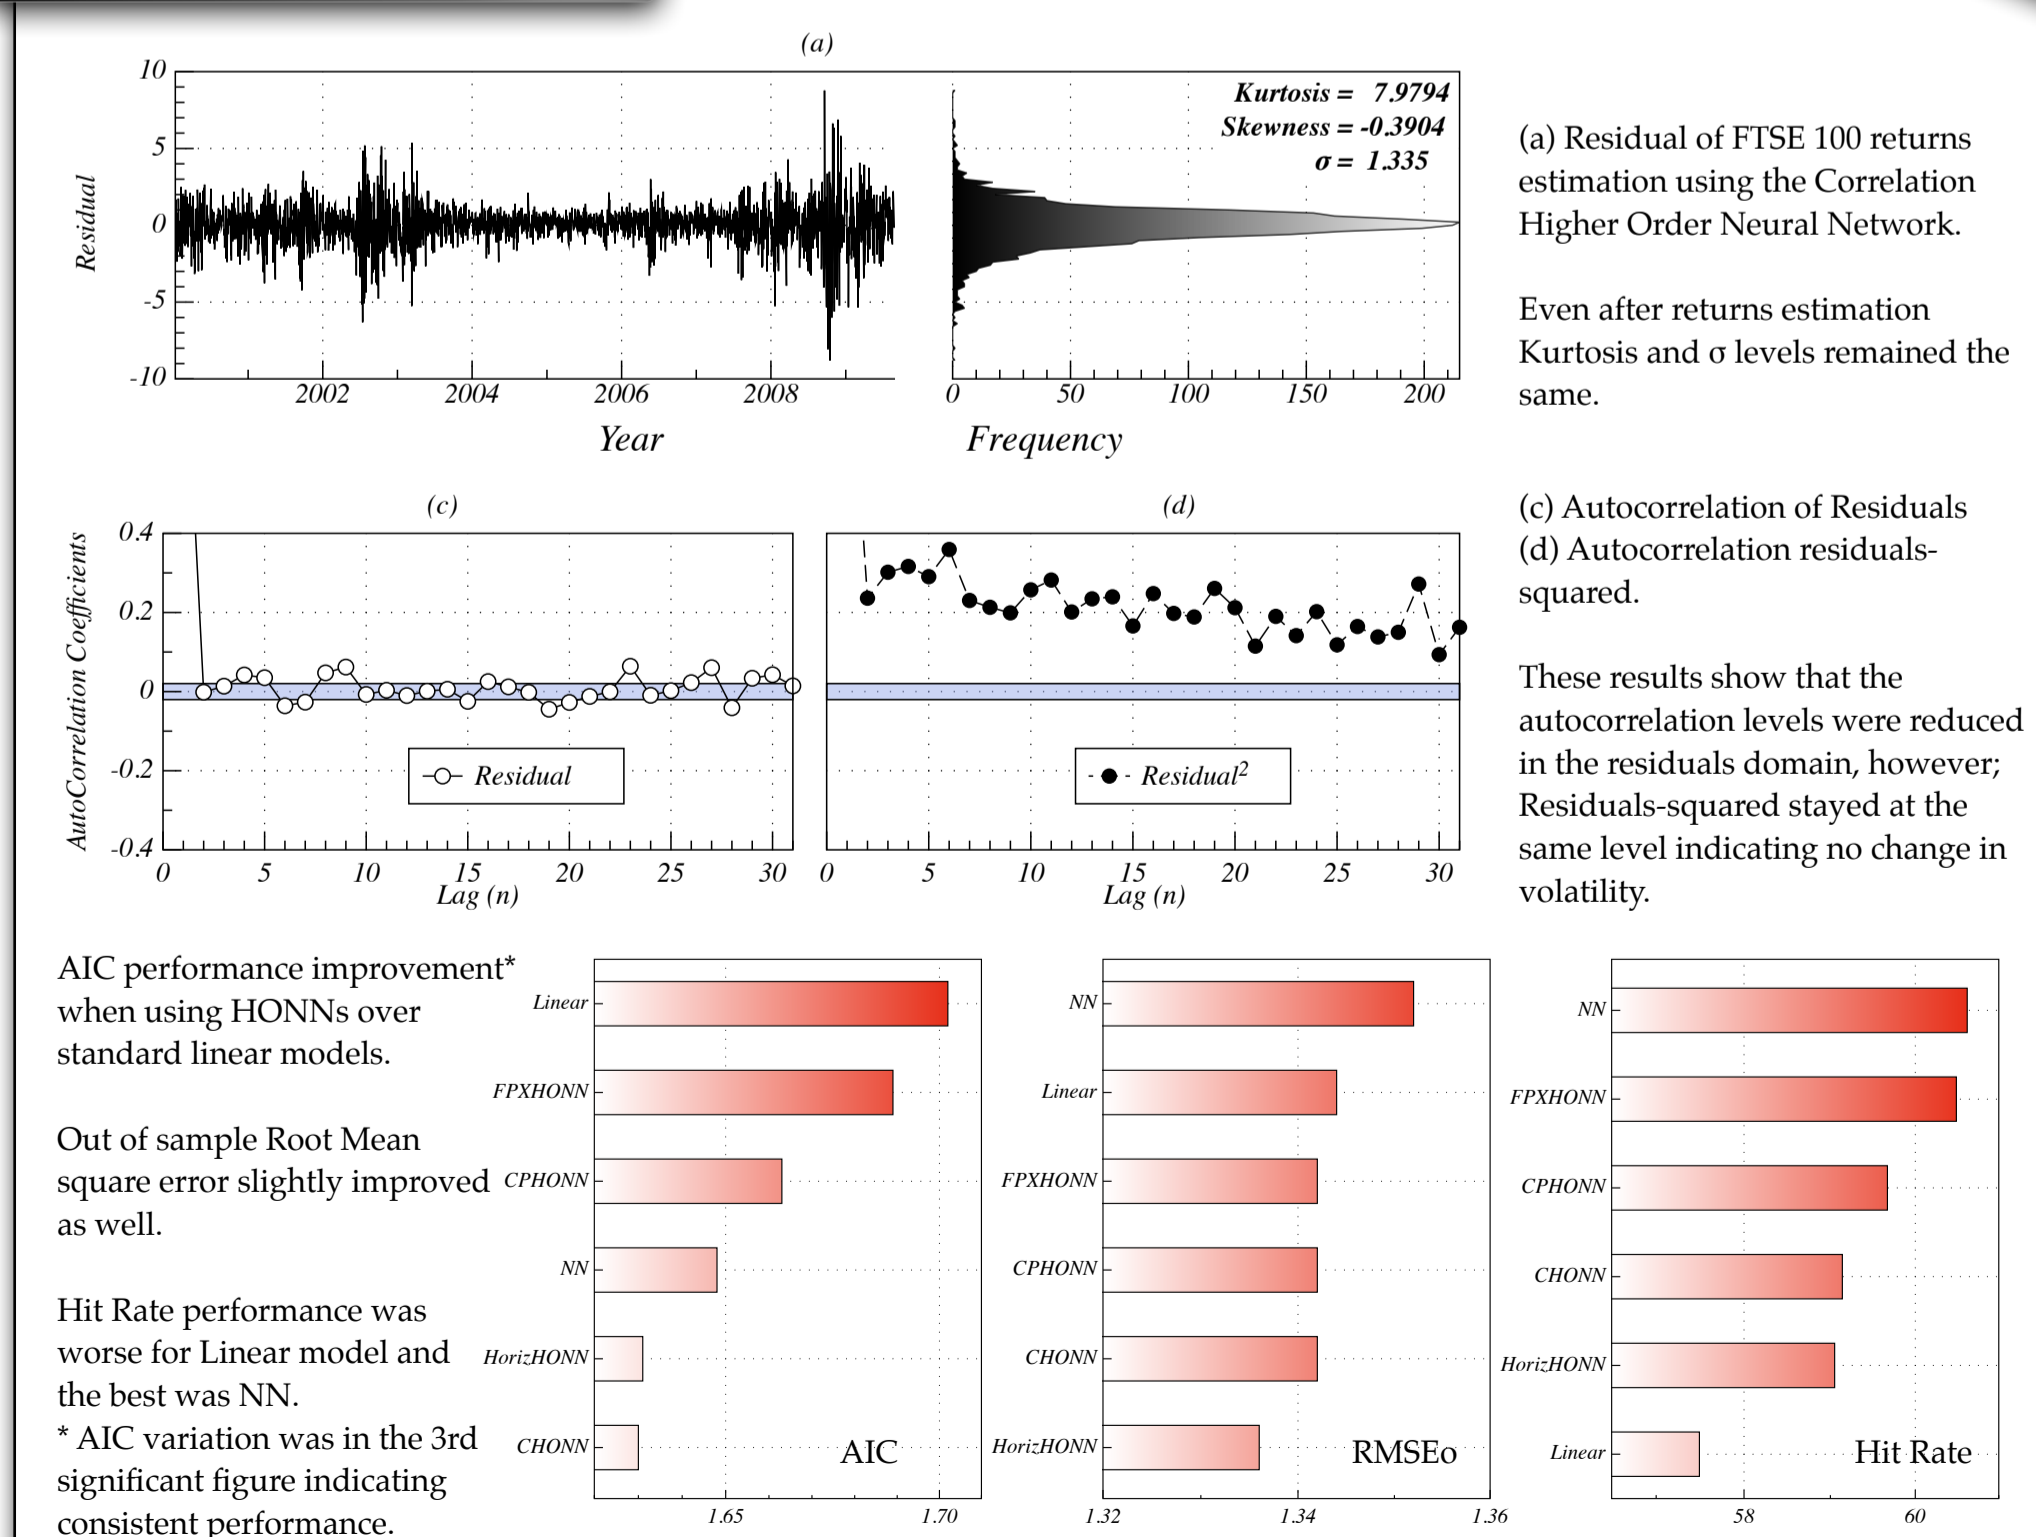 (a)
10
5
0
-5
-10
Residual
2002 2004 2006 2008
Year
Kurtosis = 7.9794
Skewness = -0.3904
σ = 1.335
0 50 100 150 200
Frequency
(a) Residual of FTSE 100 returns
estimation using the Correlation
Higher Order Neural Network.
Even after returns estimation
Kurtosis and σ levels remained the
same.
(c)
0.4
0.2
0
-0.2
-0.4
AutoCorrelation Coefficients
Residual
0 5 10 15 20 25 30
Lag (n)
(d)
Residual²
0 5 10 15 20 25 30
Lag (n)
(c) Autocorrelation of Residuals
(d) Autocorrelation residuals-
squared.
These results show that the
autocorrelation levels were reduced
in the residuals domain, however;
Residuals-squared stayed at the
same level indicating no change in
volatility.
AIC performance improvement*
when using HONNs over
standard linear models.
Out of sample Root Mean
square error slightly improved
as well.
Hit Rate performance was
worse for Linear model and
the best was NN.
* AIC variation was in the 3rd
significant figure indicating
consistent performance.
Linear
FPXHONN
CPHONN
NN
HorizHONN
CHONN
AIC
1.65 1.70
NN
Linear
FPXHONN
CPHONN
CHONN
HorizHONN
RMSEo
1.32 1.34 1.36
NN
FPXHONN
CPHONN
CHONN
HorizHONN
Linear
Hit Rate
58 60